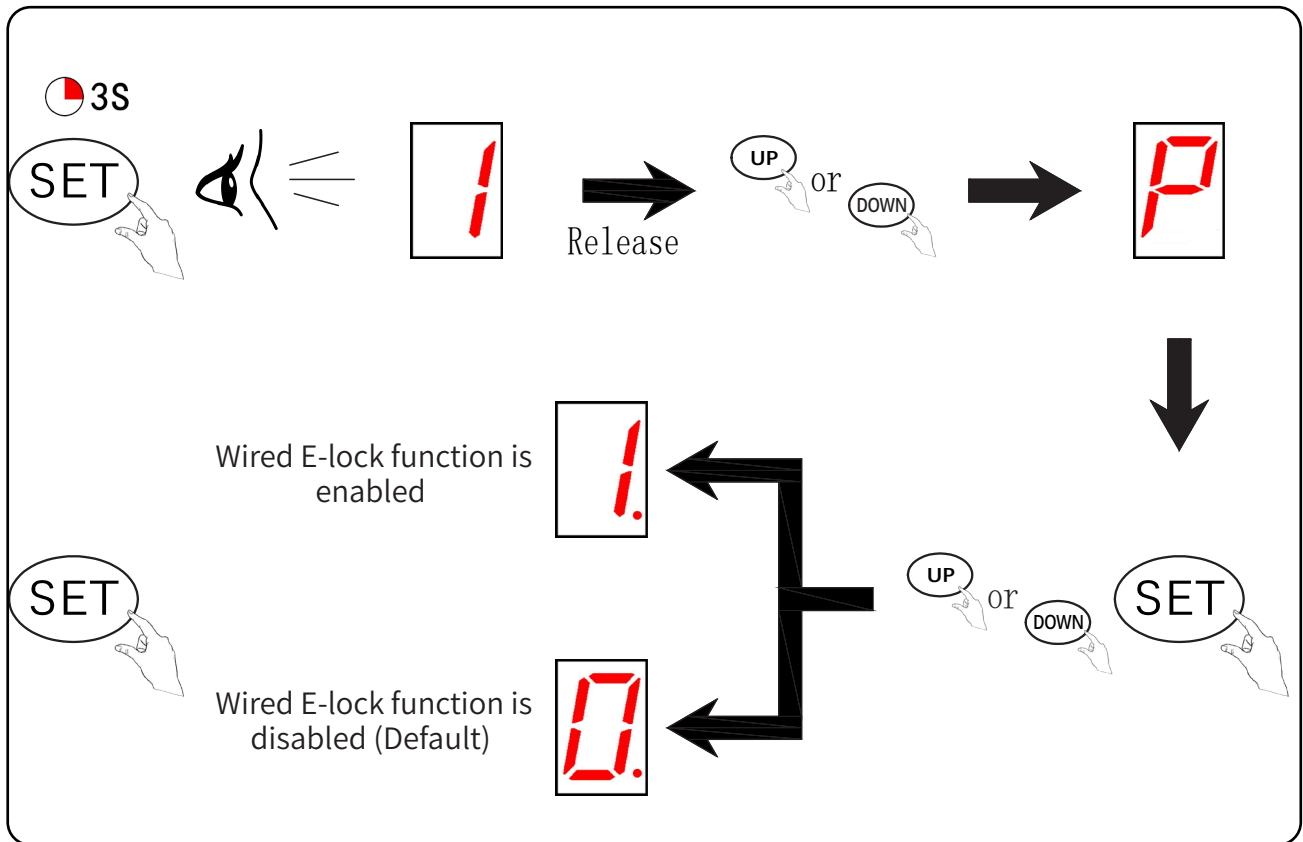 3S
SET
1
Release
UP
or
DOWN
P
Wired E-lock function is
enabled
1.
UP
or
DOWN
SET
SET
Wired E-lock function is
disabled (Default)
0.